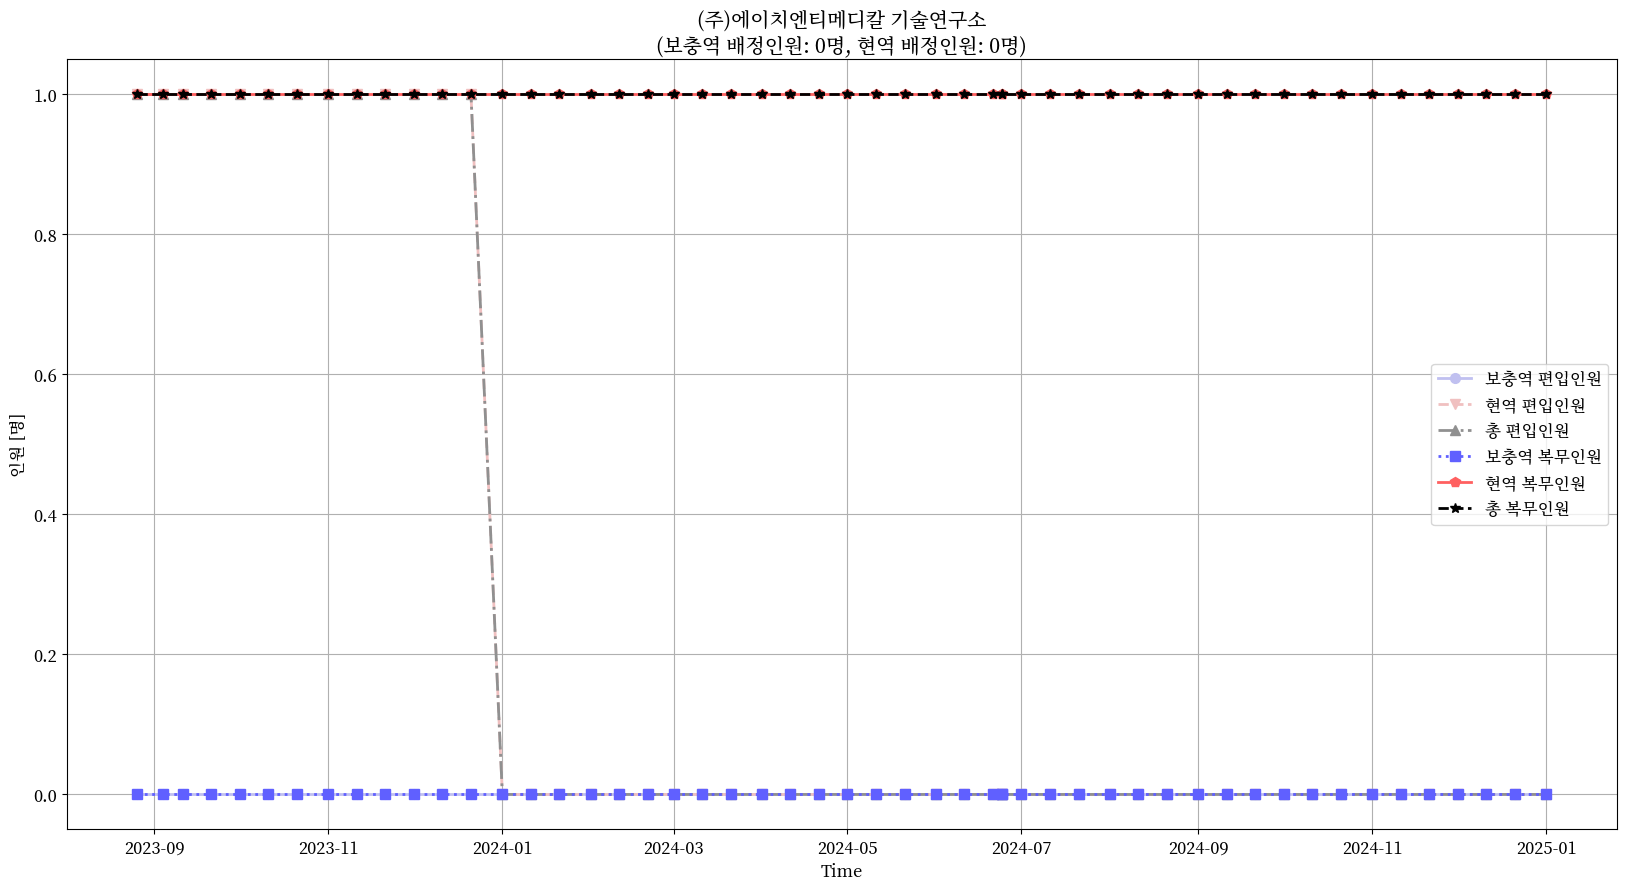 (주)에이치엔티메디칼 기술연구소
(보충역 배정인원: 0명, 현역 배정인원: 0명)
인원 [명]
1.0
0.8
0.6
0.4
0.2
0.0
보충역 편입인원
현역 편입인원
총 편입인원
보충역 복무인원
현역 복무인원
총 복무인원
2023-09
2023-11
2024-01
2024-03
2024-05
2024-07
2024-09
2024-11
2025-01
Time